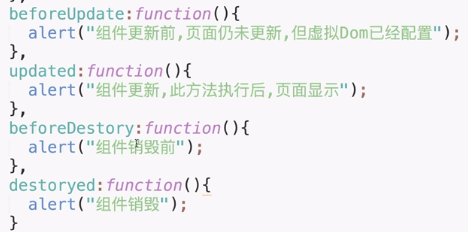 beforeUpdate:function(){
alert("组件更新前,页面仍未更新,但虚拟Dom已经配置");
},
updated:function(){
alert("组件更新,此方法执行后,页面显示");
},
beforeDestory:function(){
alert("组件销毁前");
},
destoryed:function(){
alert("组件销毁");
}